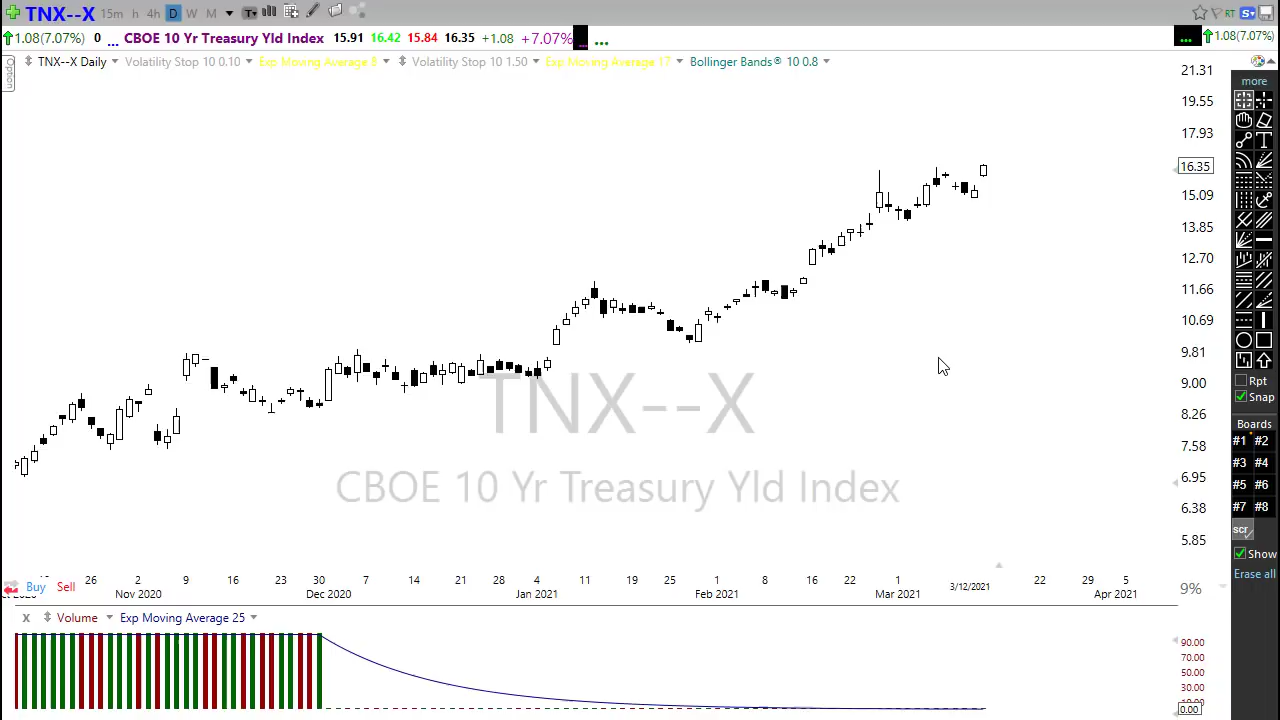 TNX--X 15m h 4h D W M T
1.08(7.07%) 0 ... CBOE 10 Yr Treasury Yld Index 15.91 16.42 15.84 16.35 +1.08 +7.07% ... ... ... 1.08(7.07%)
RT S
Option
TNX--X Daily Volatility Stop 10 0.10 Exp Moving Average 8 Volatility Stop 10 1.50 Exp Moving Average 17 Bollinger Bands® 10 0.8
21.31
19.55
17.93
16.35
15.09
13.85
12.70
11.66
10.69
9.81
9.00
8.26
7.58
6.95
6.38
5.85
TNX--X
CBOE 10 Yr Treasury Yld Index
more
T
Rpt
Snap
Boards
#1 #2
#3 #4
#5 #6
#7 #8
scr
Show
Erase all
Buy Sell
26 2 9 16 23 30 7 14 21 28 4 11 19 25 1 8 16 22 1 3/12/2021 22 29 5
2020 Nov 2020 Dec 2020 Jan 2021 Feb 2021 Mar 2021 Apr 2021
9%
x Volume Exp Moving Average 25
90.00
70.00
50.00
30.00
0.00